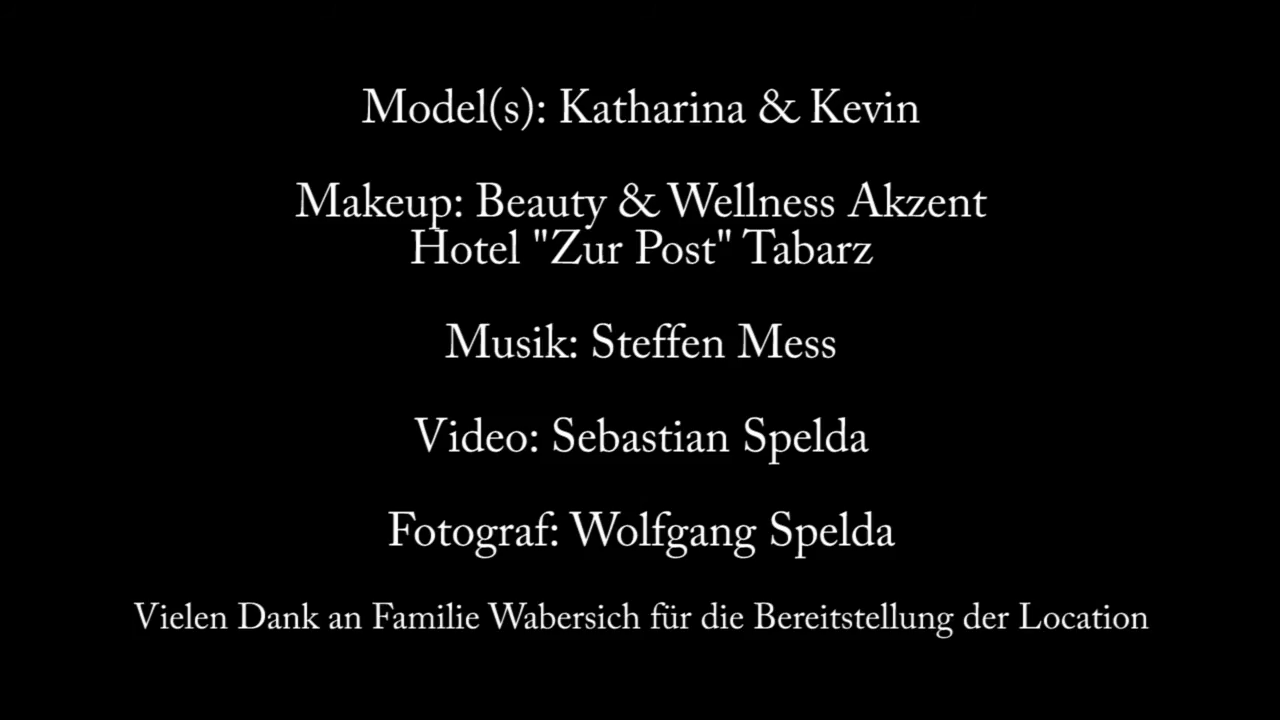 Model(s): Katharina & Kevin
Makeup: Beauty & Wellness Akzent
Hotel "Zur Post" Tabarz
Musik: Steffen Mess
Video: Sebastian Spelda
Fotograf: Wolfgang Spelda
Vielen Dank an Familie Wabersich für die Bereitstellung der Location